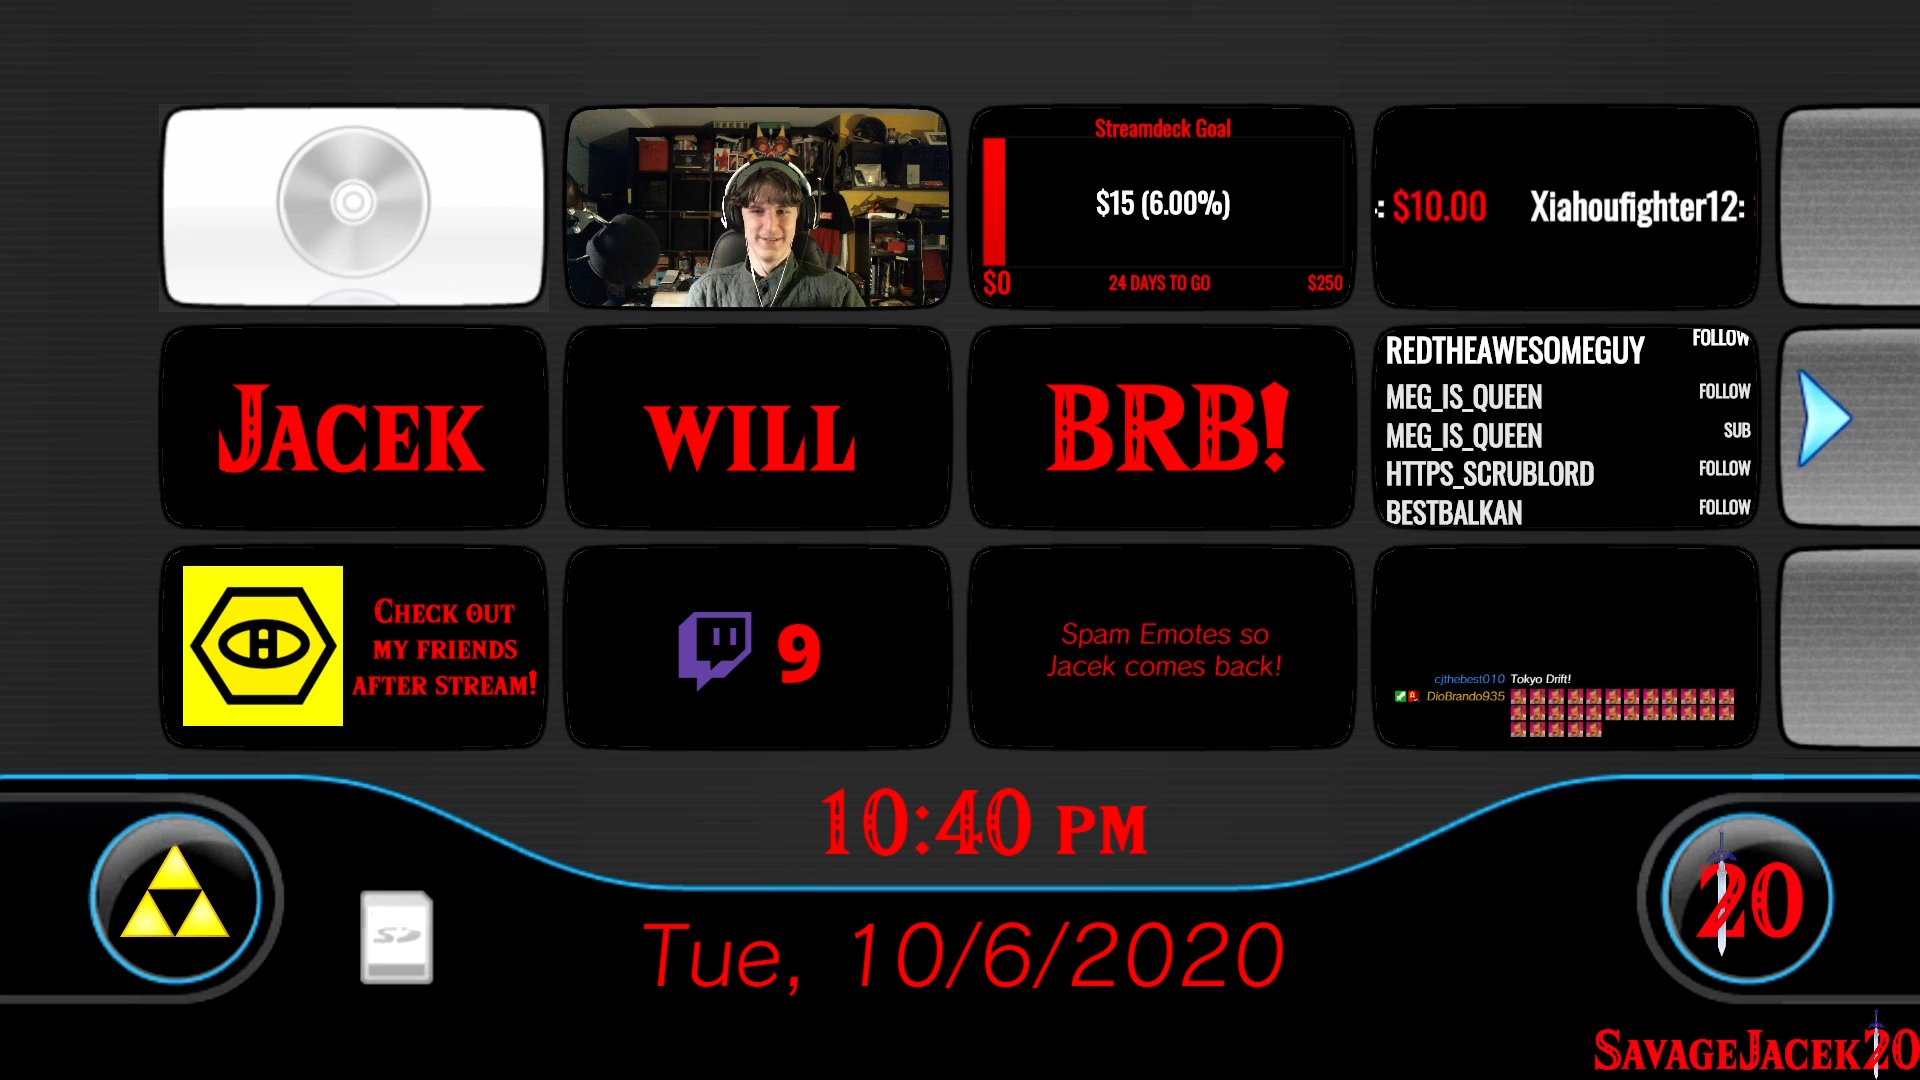 Streamdeck Goal
$15 (6.00%)
$0 24 DAYS TO GO $250
: $10.00 Xiahoufighter12:
JACEK WILL BRB!
REDTHEAWESOMEGUY FOLLOW
MEG_IS_QUEEN FOLLOW
MEG_IS_QUEEN SUB
HTTPS_SCRUBLORD FOLLOW
BESTBALKAN FOLLOW
CHECK OUT
MY FRIENDS
AFTER STREAM!
9
Spam Emotes so
Jacek comes back!
cjthebest010 Tokyo Drift!
DioBrando935
10:40 PM
SD
Tue, 10/6/2020
20
SAVAGEJACEK20